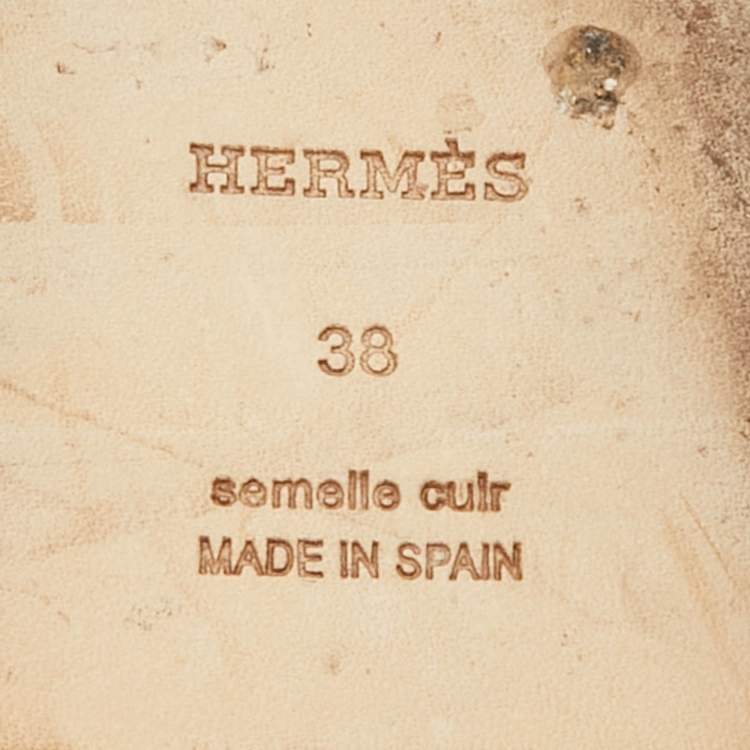 HERMÈS
38
semelle cuir
MADE IN SPAIN